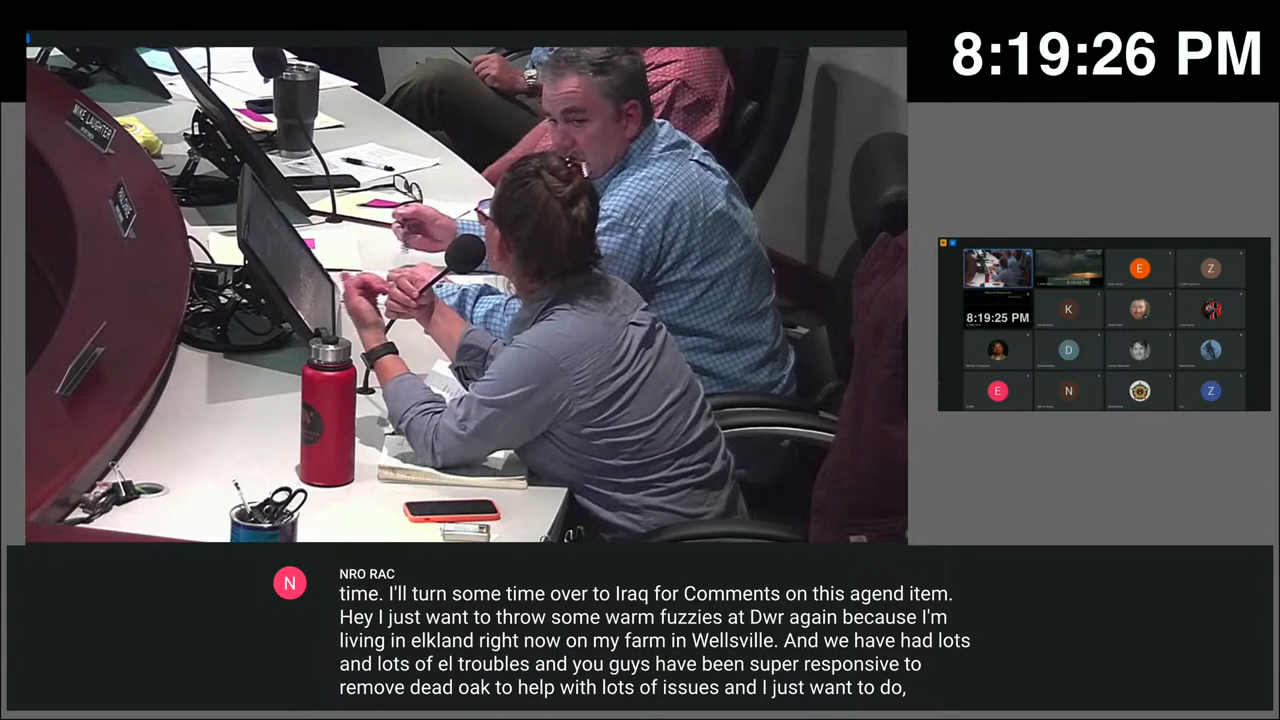 8:19:26 PM
MIKE LAUGHTER
8:19:25 PM
E
Z
K
D
E
N
Z
N
NRO RAC
time. I'll turn some time over to Iraq for Comments on this agend item.
Hey I just want to throw some warm fuzzies at Dwr again because I'm
living in elkland right now on my farm in Wellsville. And we have had lots
and lots of el troubles and you guys have been super responsive to
remove dead oak to help with lots of issues and I just want to do,